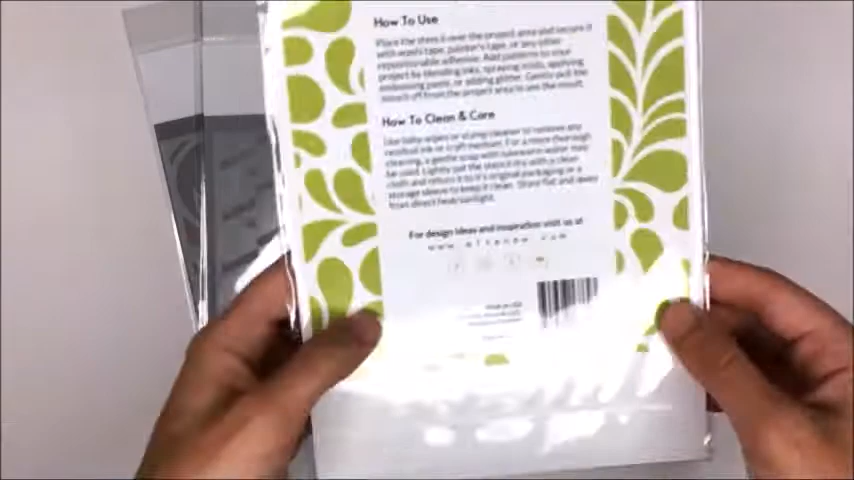 How To Use
Place the stencil over the project area and secure it
with washi tape, painter's tape, or any other
repositionable adhesive. Add patterns to your
project by blending inks, spraying mists, applying
embossing paste, or adding glitter. Gently pull the
stencil off from the project area to see the result.
How To Clean & Care
Use baby wipes or stamp cleaner to remove any
residual ink or craft medium. For a more thorough
cleaning, a gentle soap with lukewarm water may
be used. Lightly pat the stencil dry with a clean
cloth and return it to it's original packaging or a
storage sleeve to keep it clean. Store flat and away
from direct heat/sunlight.
For design ideas and inspiration visit us at
www.altenew.com